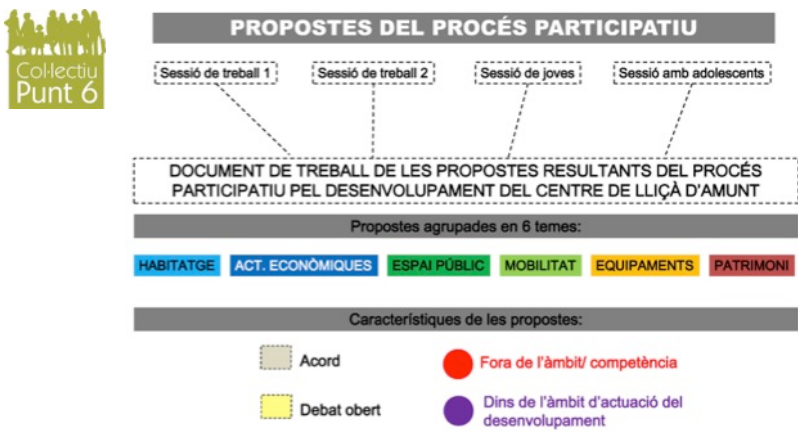 Col·lectiu
Punt 6
PROPOSTES DEL PROCÉS PARTICIPATIU
Sessió de treball 1
Sessió de treball 2
Sessió de joves
Sessió amb adolescents
DOCUMENT DE TREBALL DE LES PROPOSTES RESULTANTS DEL PROCÉS
PARTICIPATIU PEL DESENVOLUPAMENT DEL CENTRE DE LLIÇÀ D'AMUNT
Propostes agrupades en 6 temes:
HABITATGE
ACT. ECONÒMIQUES
ESPAI PÚBLIC
MOBILITAT
EQUIPAMENTS
PATRIMONI
Característiques de les propostes:
Acord
Fora de l'àmbit/ competència
Debat obert
Dins de l'àmbit d'actuació del
desenvolupament